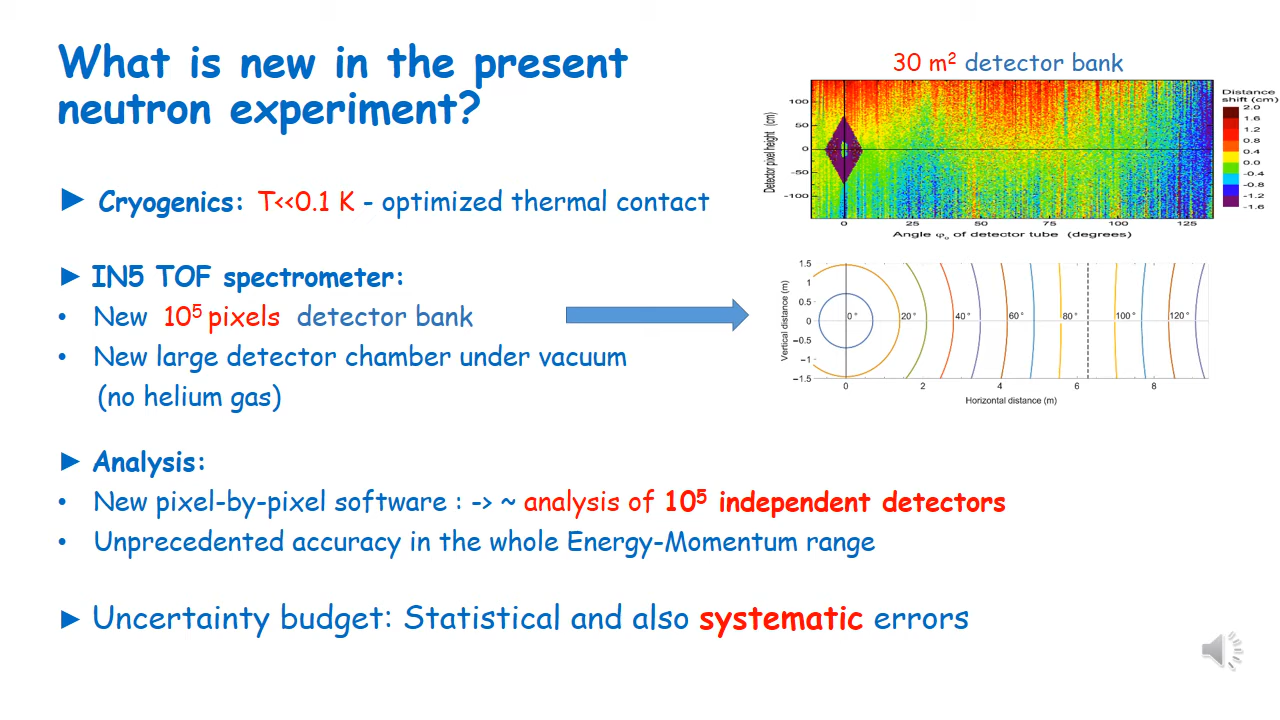 What is new in the present
neutron experiment?
► Cryogenics: T<<0.1 K - optimized thermal contact
► IN5 TOF spectrometer:
• New 10⁵ pixels detector bank
• New large detector chamber under vacuum
(no helium gas)
► Analysis:
• New pixel-by-pixel software : -> ~ analysis of 10⁵ independent detectors
• Unprecedented accuracy in the whole Energy-Momentum range
► Uncertainty budget: Statistical and also systematic errors
30 m² detector bank
Detector pixel height (cm)
100
50
0
-50
-100
0 25 50 75 100 125
Angle φ₀ of detector tube (degrees)
Distance
shift (cm)
2.0
1.6
1.2
0.8
0.4
0.0
-0.4
-0.8
-1.2
-1.6
Vertical distance (m)
1.5
1
0.5
0
−0.5
−1
−1.5
0° 20° 40° 60° 80° 100° 120°
0 2 4 6 8
Horizontal distance (m)